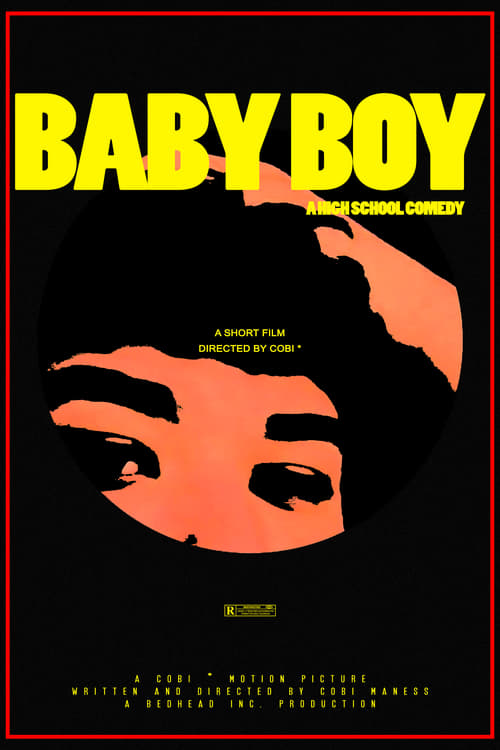 BABY BOY
A HIGH SCHOOL COMEDY
A SHORT FILM
DIRECTED BY COBI *
R
A COBI * MOTION PICTURE
WRITTEN AND DIRECTED BY COBI MANESS
A BEDHEAD INC. PRODUCTION